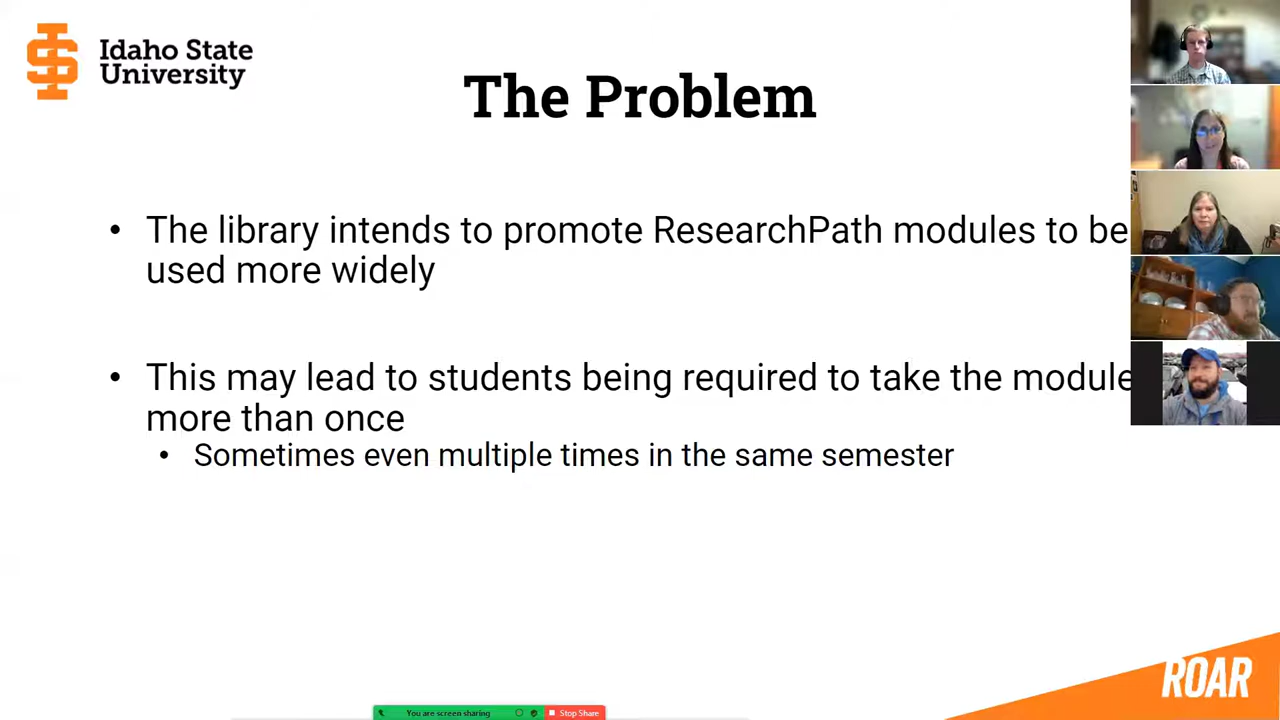 Idaho State
University
The Problem
• The library intends to promote ResearchPath modules to be
used more widely
• This may lead to students being required to take the module
more than once
• Sometimes even multiple times in the same semester
You are screen sharing
Stop Share
ROAR